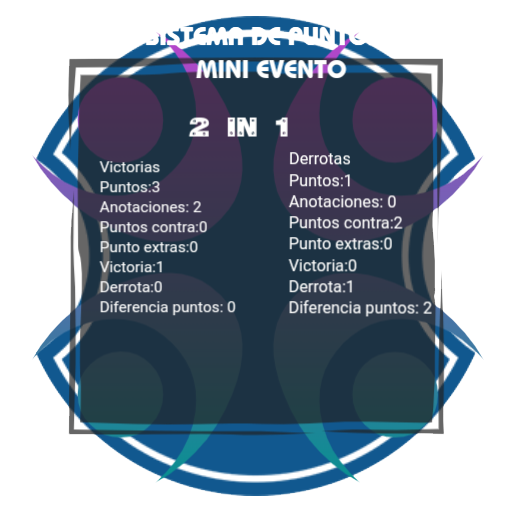 SISTEMA DE PUNTO
MINI EVENTO
2 IN 1
Victorias
Puntos:3
Anotaciones: 2
Puntos contra:0
Punto extras:0
Victoria:1
Derrota:0
Diferencia puntos: 0
Derrotas
Puntos:1
Anotaciones: 0
Puntos contra:2
Punto extras:0
Victoria:0
Derrota:1
Diferencia puntos: 2